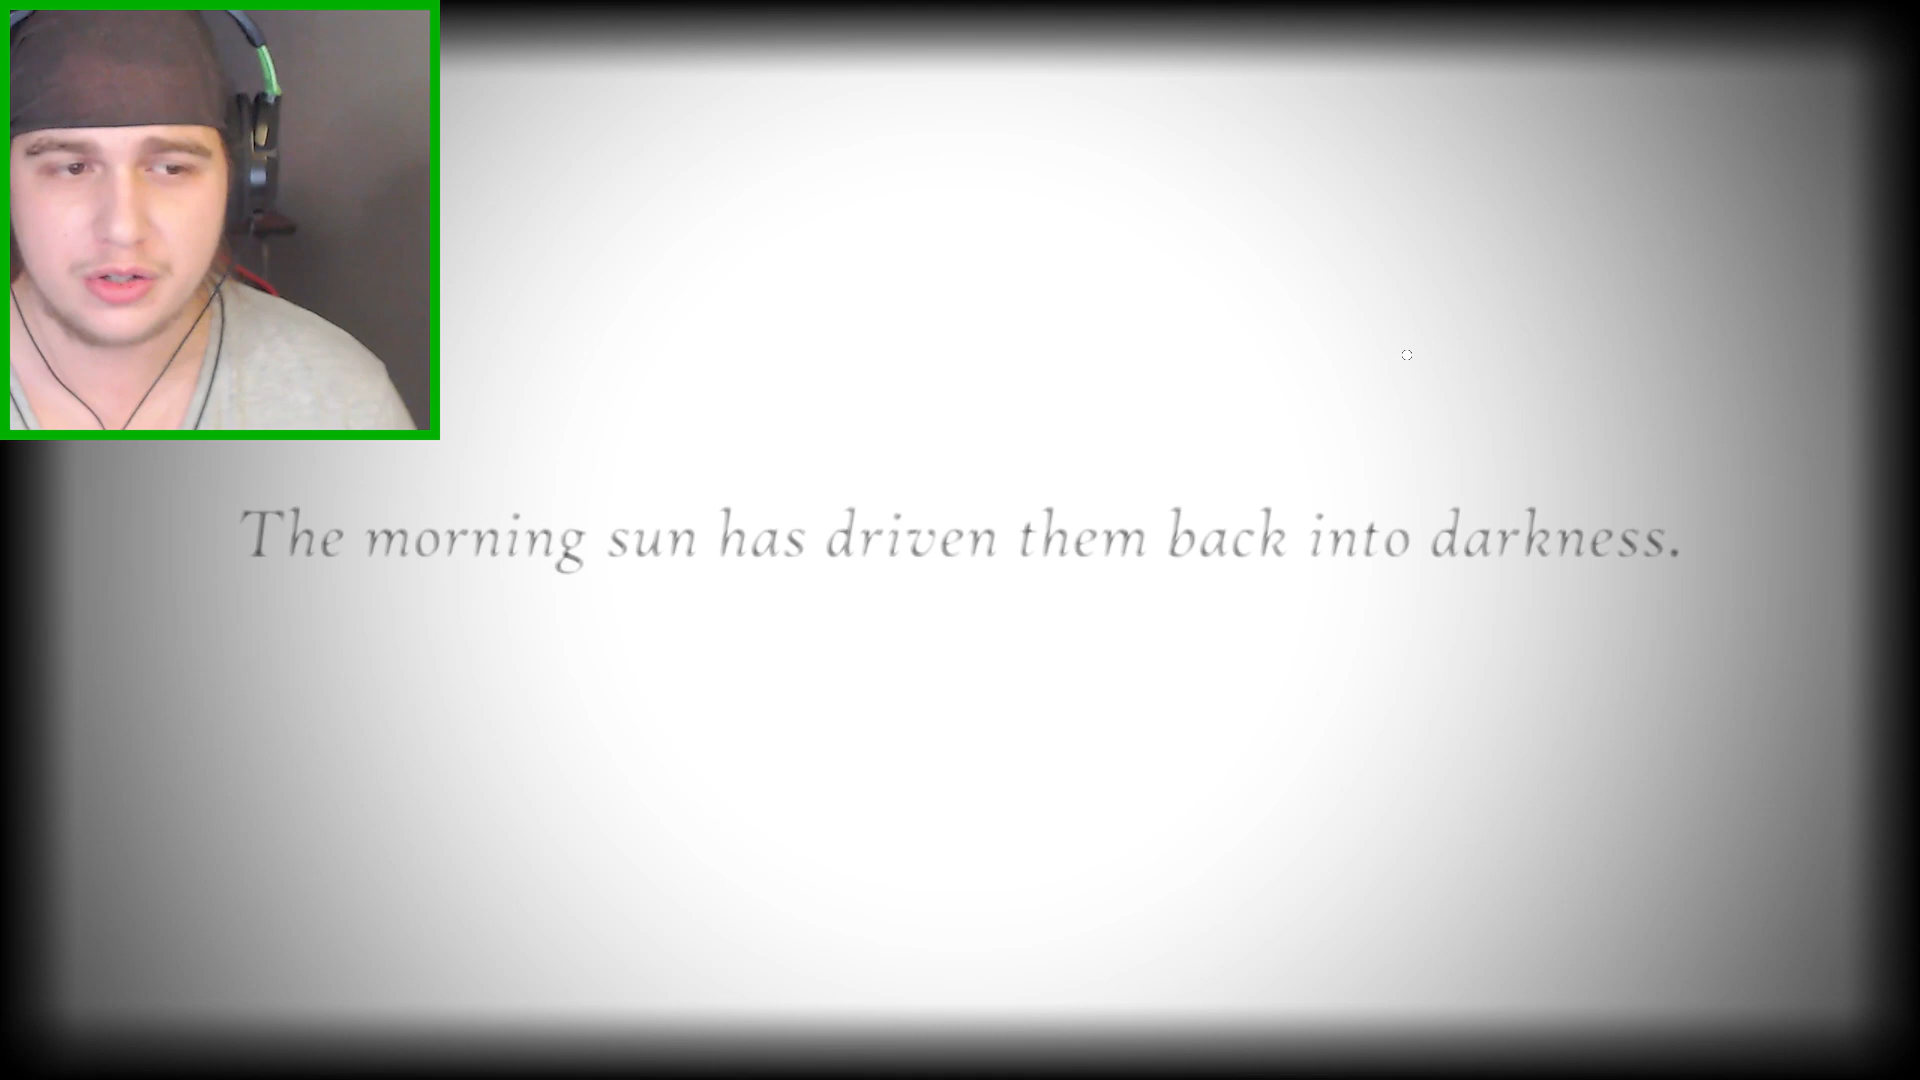 The morning sun has driven them back into darkness.